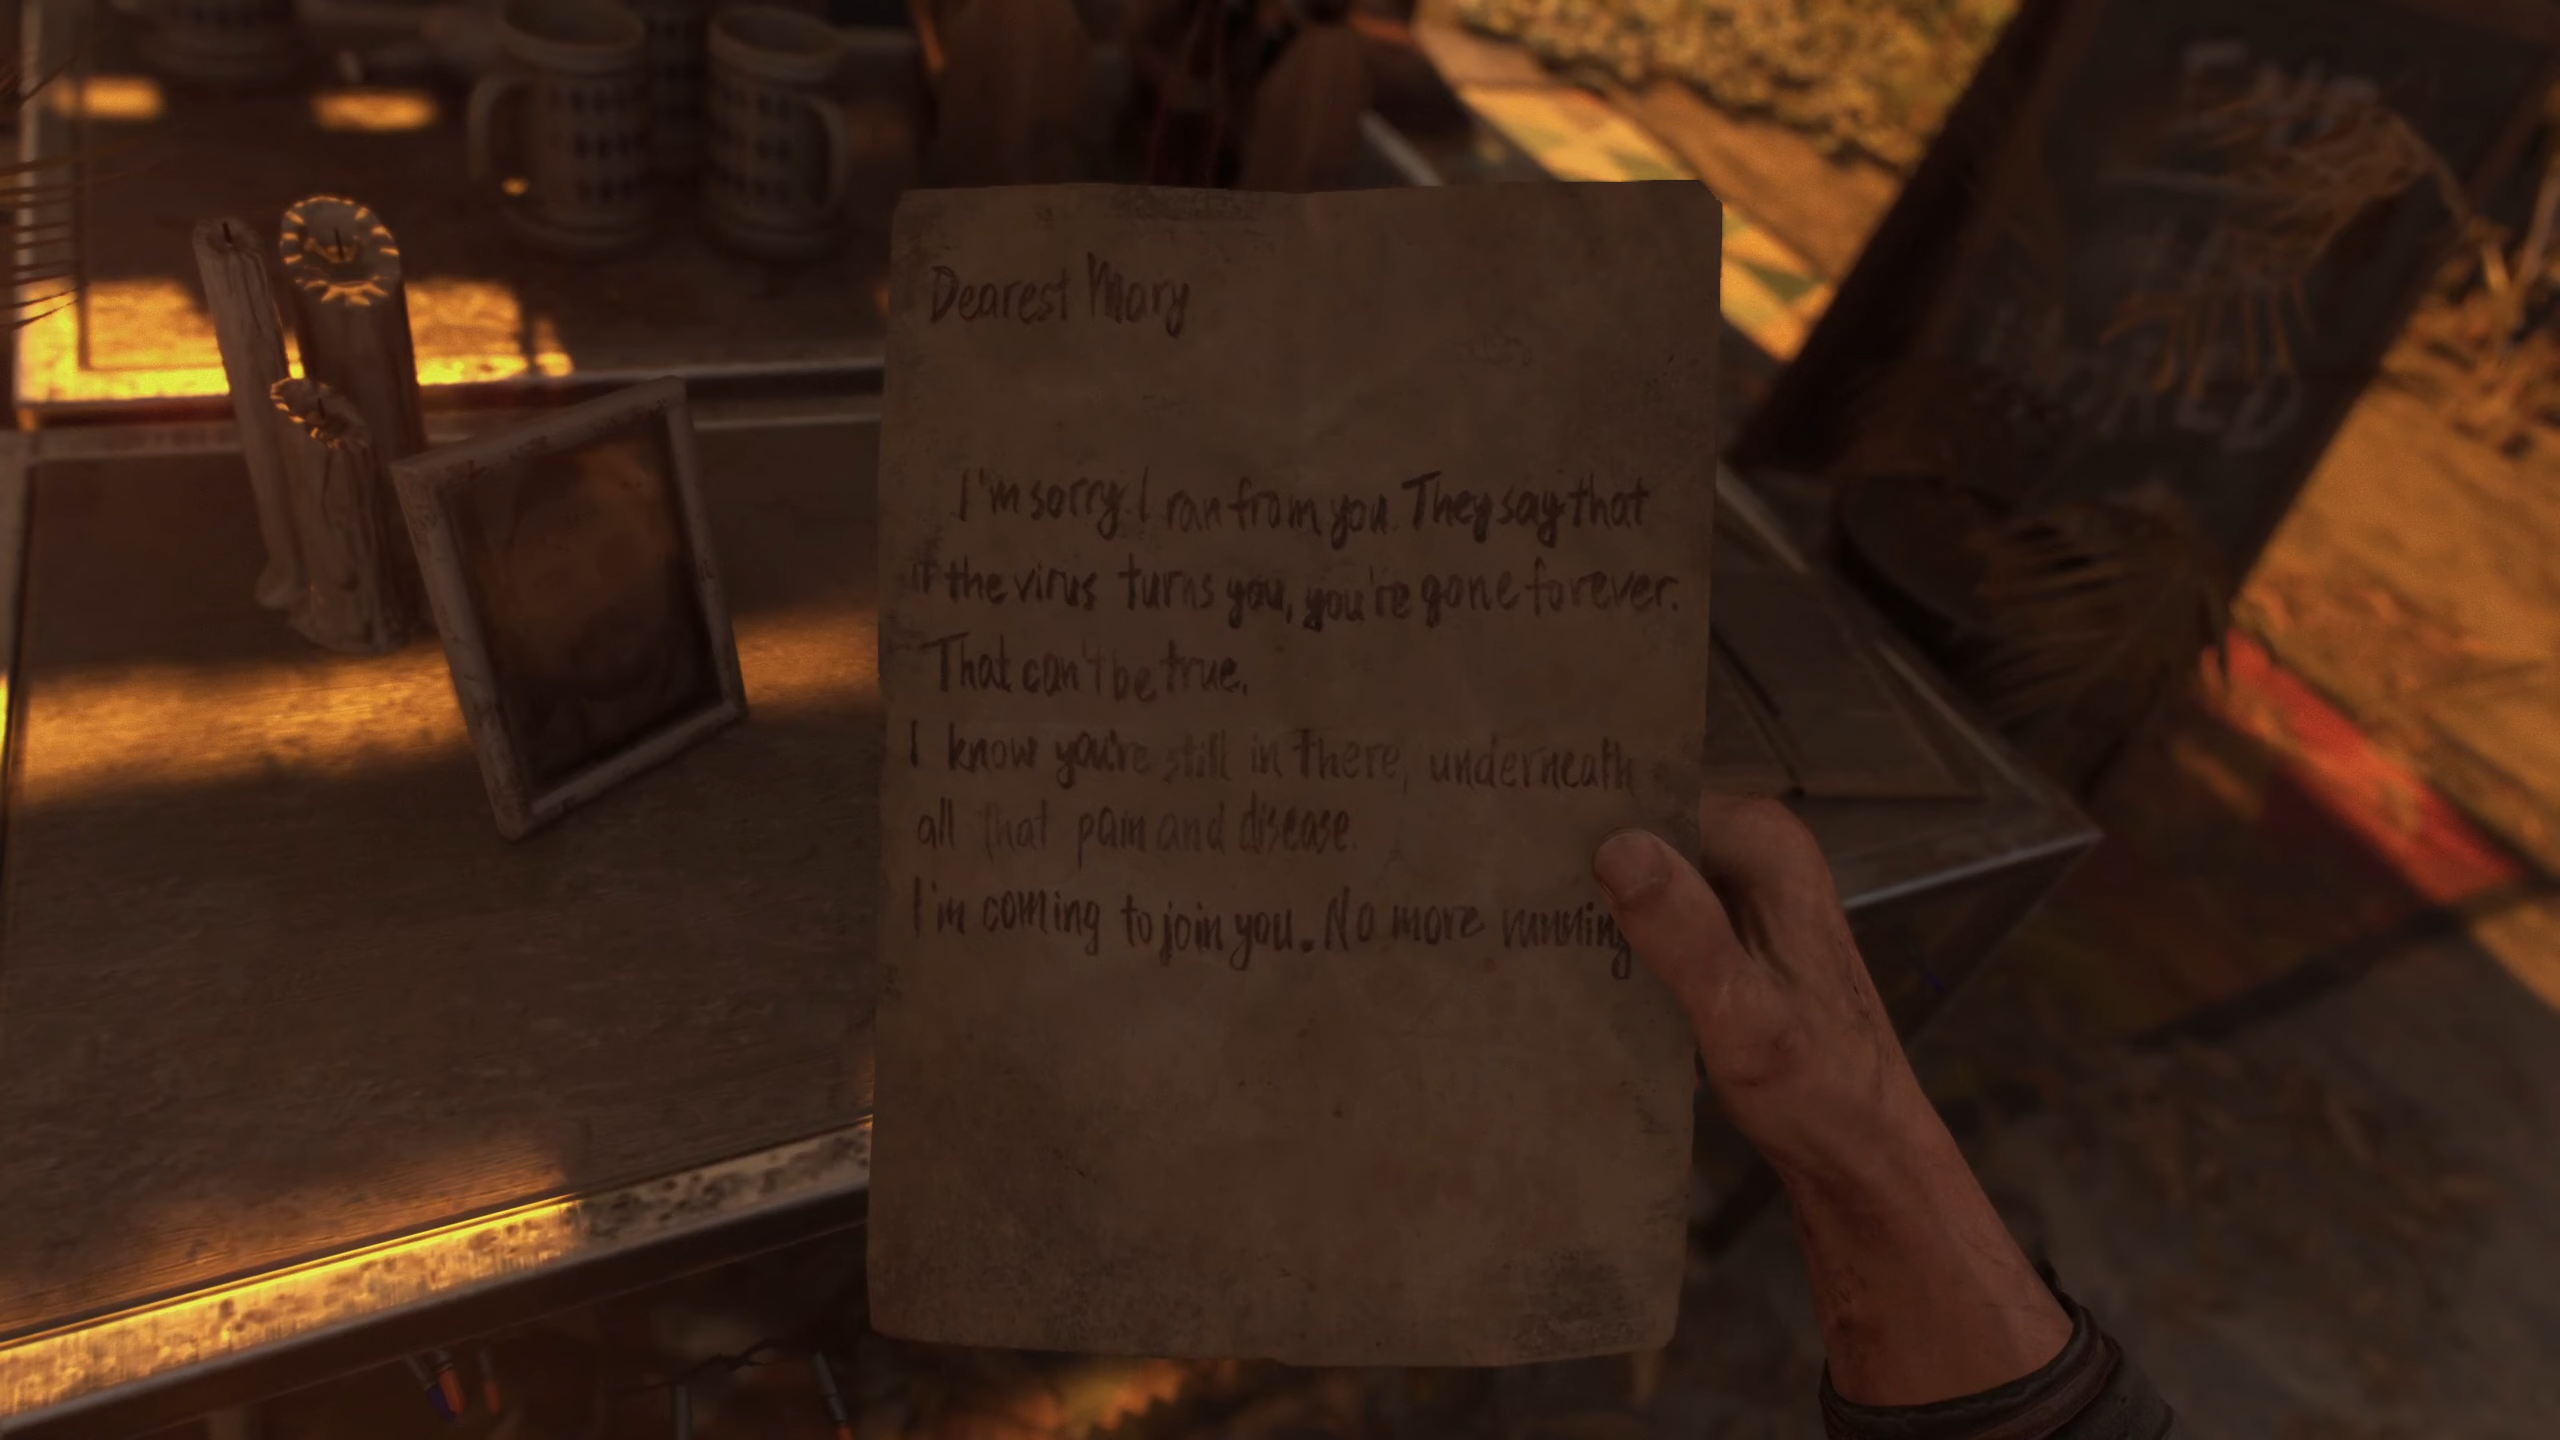 Dearest Mary
I'm sorry I ran from you. They say that
if the virus turns you, you're gone forever.
That can't be true.
I know you're still in there, underneath
all that pain and disease.
I'm coming to join you. No more running